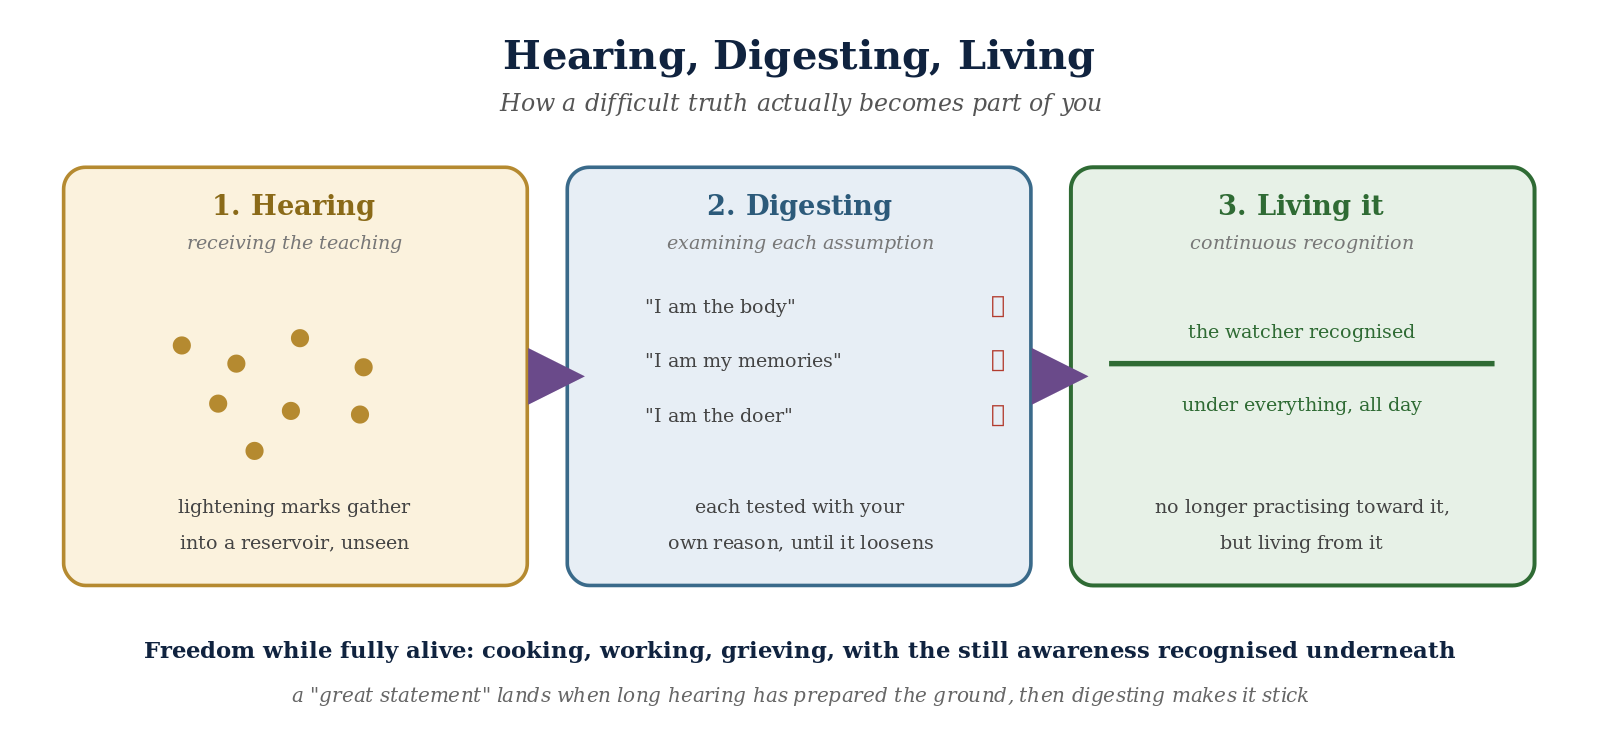 Hearing, Digesting, Living
How a difficult truth actually becomes part of you
1. Hearing
receiving the teaching
lightening marks gather
into a reservoir, unseen
2. Digesting
examining each assumption
"I am the body"
"I am my memories"
"I am the doer"
each tested with your
own reason, until it loosens
3. Living it
continuous recognition
the watcher recognised
under everything, all day
no longer practising toward it,
but living from it
Freedom while fully alive: cooking, working, grieving, with the still awareness recognised underneath
a "great statement" lands when long hearing has prepared the ground, then digesting makes it stick